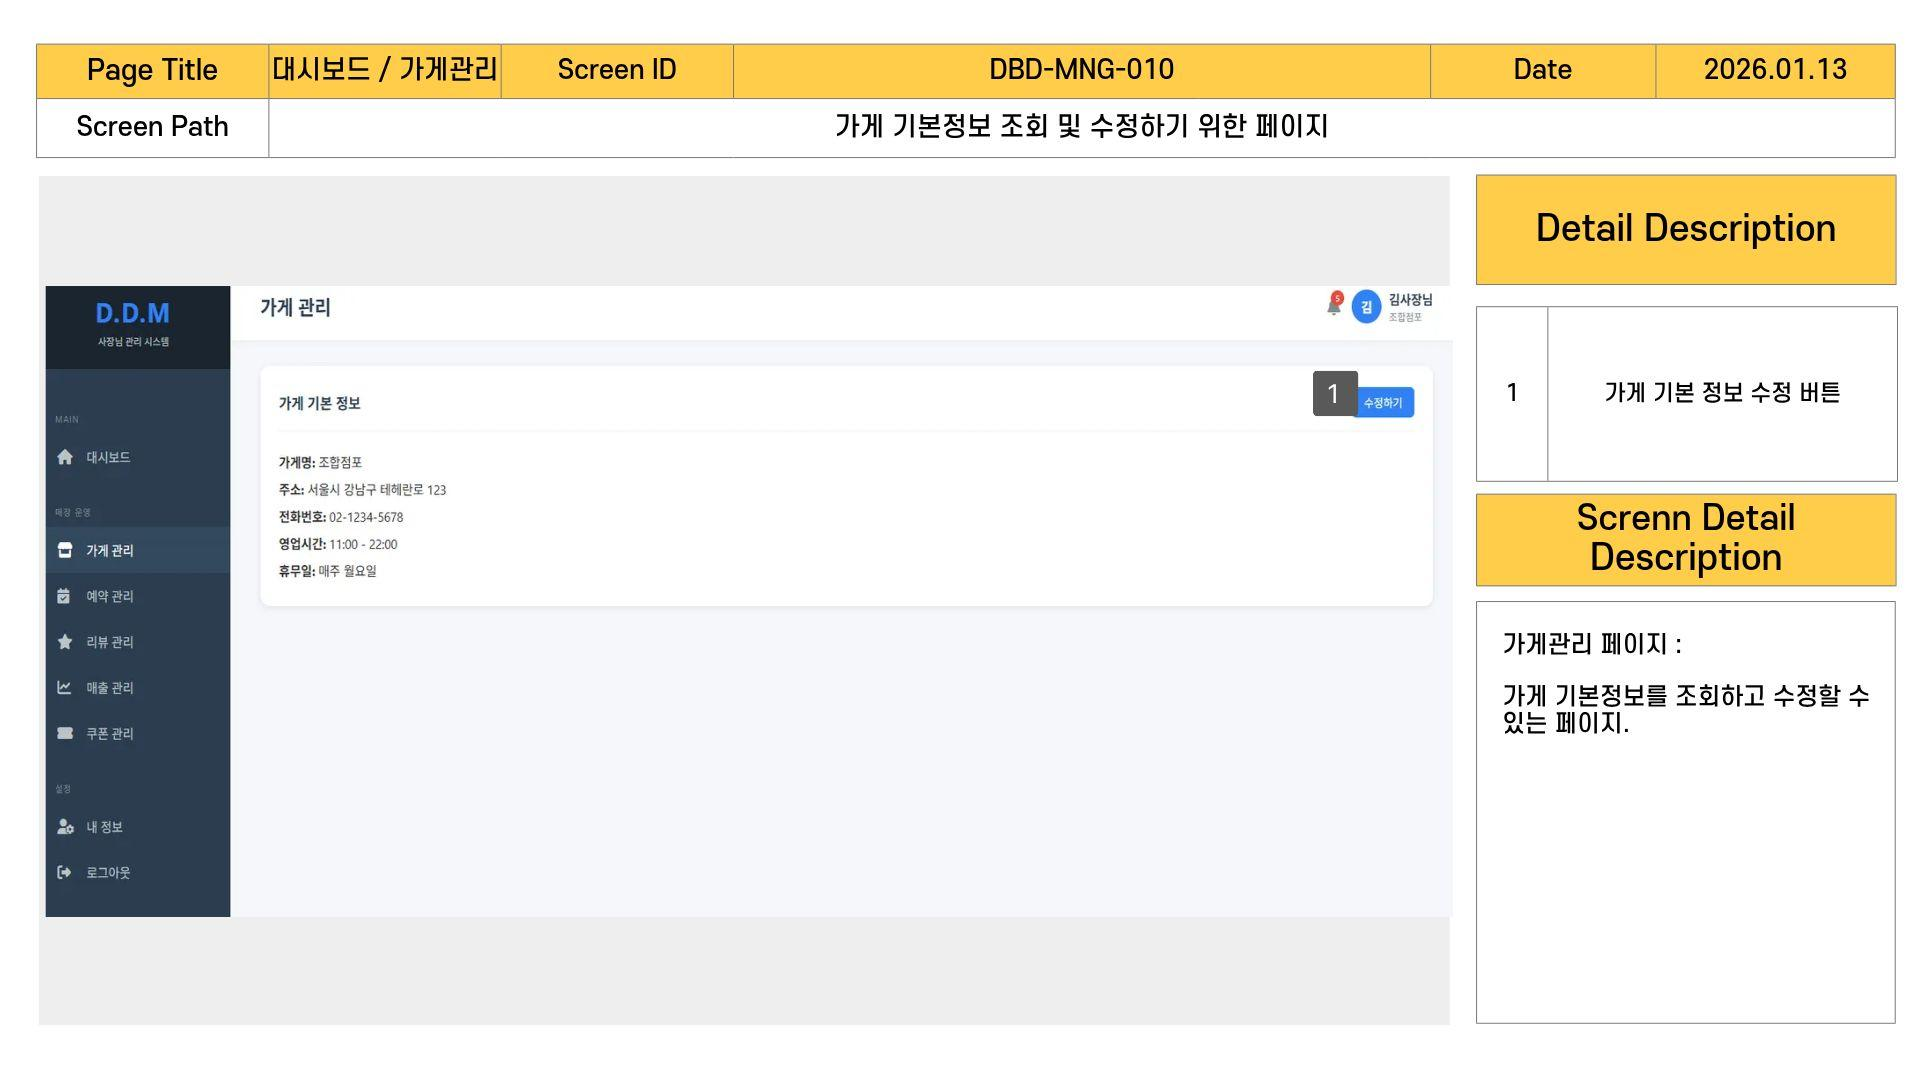 Page Title
대시보드 / 가게관리
Screen ID
DBD-MNG-010
Date
2026.01.13
Screen Path
가게 기본정보 조회 및 수정하기 위한 페이지
D.D.M
사장님 관리 시스템
MAIN
대시보드
매장 운영
가게 관리
예약 관리
리뷰 관리
매출 관리
쿠폰 관리
설정
내 정보
로그아웃
가게 관리
5
김
김사장님
조합점포
가게 기본 정보
1
수정하기
가게명: 조합점포
주소: 서울시 강남구 테헤란로 123
전화번호: 02-1234-5678
영업시간: 11:00 - 22:00
휴무일: 매주 월요일
Detail Description
1
가게 기본 정보 수정 버튼
Screnn Detail
Description
가게관리 페이지 :
가게 기본정보를 조회하고 수정할 수
있는 페이지.